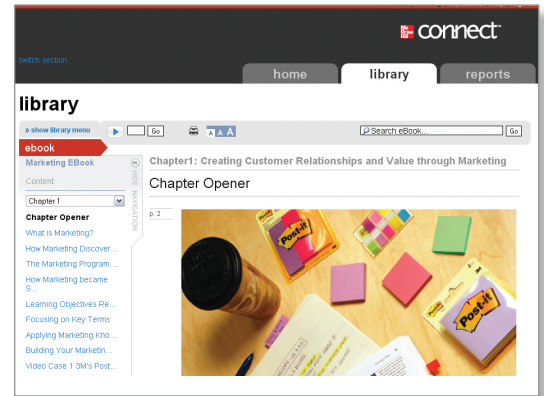 connect
switch section
home library reports
library
» show library menu Go A A A Search eBook... Go
ebook
Marketing EBook
HIDE NAVIGATION
Content
Chapter 1
Chapter Opener
What is Marketing?
How Marketing Discover...
The Marketing Program:...
How Marketing became
S...
Learning Objectives Re...
Focusing on Key Terms
Applying Marketing Kno...
Building Your Marketin...
Video Case 1 3M's Post...
Chapter1: Creating Customer Relationships and Value through Marketing
Chapter Opener
p. 2
Post-it
Post-it